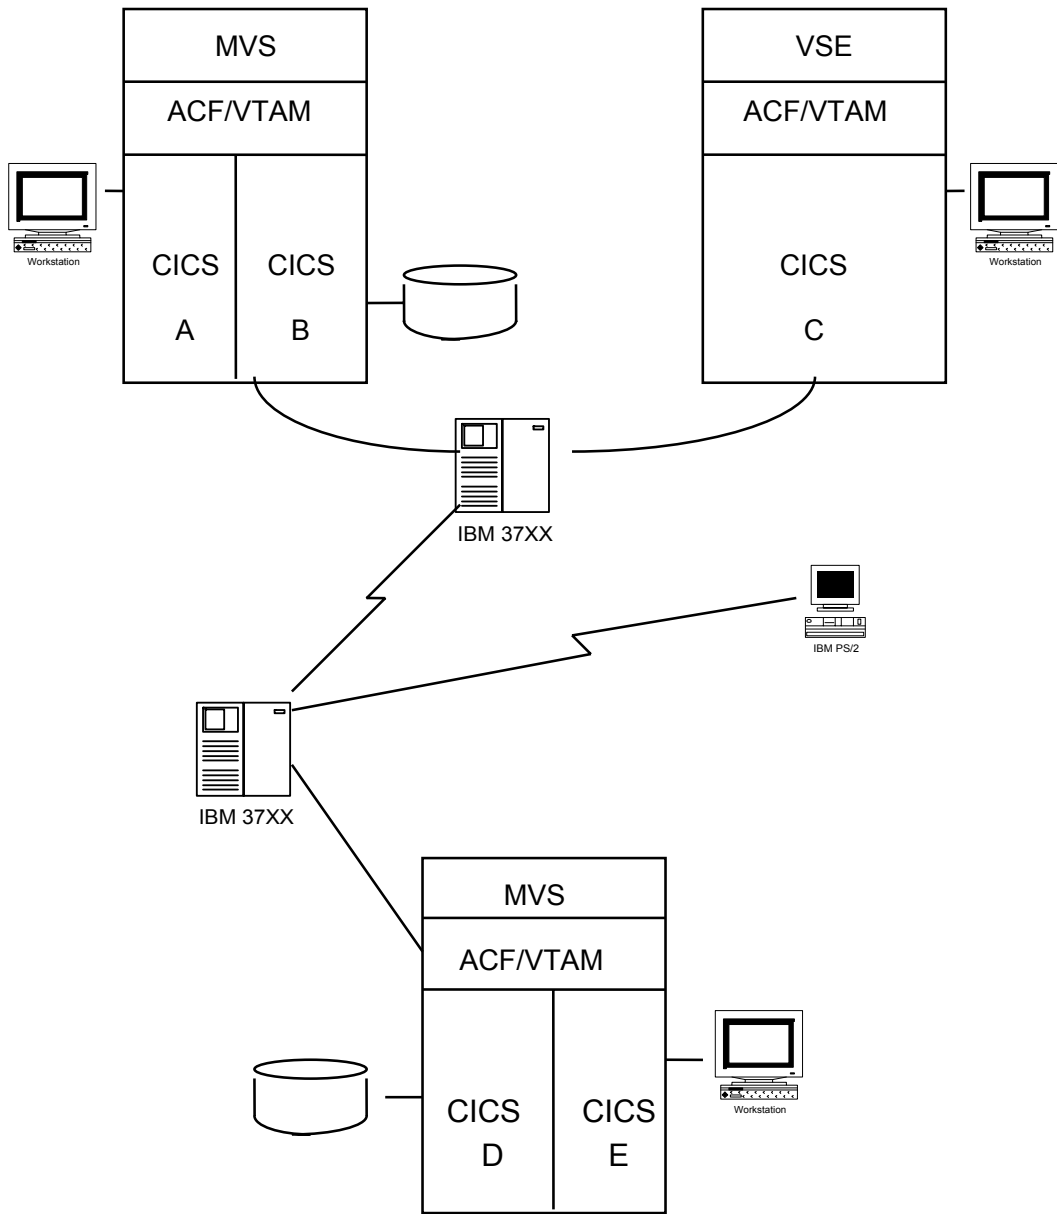 MVS
ACF/VTAM
CICS
A
CICS
B
Workstation
VSE
ACF/VTAM
CICS
C
Workstation
IBM 37XX
IBM PS/2
IBM 37XX
MVS
ACF/VTAM
CICS
D
CICS
E
Workstation